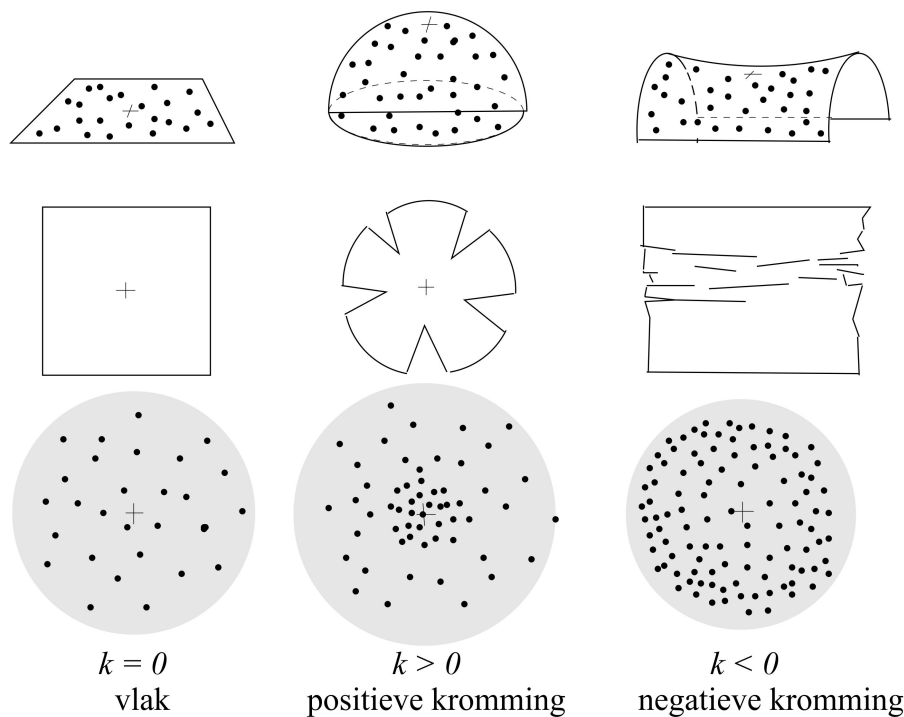 k = 0
vlak
k > 0
positieve kromming
k < 0
negatieve kromming